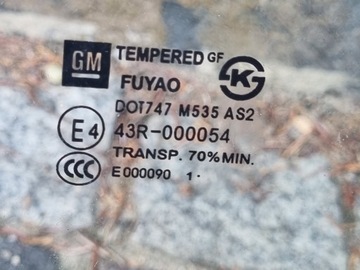 GM TEMPERED GF
FUYAO
DOT747 M535 AS2
E4 43R-000054
CCC TRANSP. 70% MIN.
E000090 1·